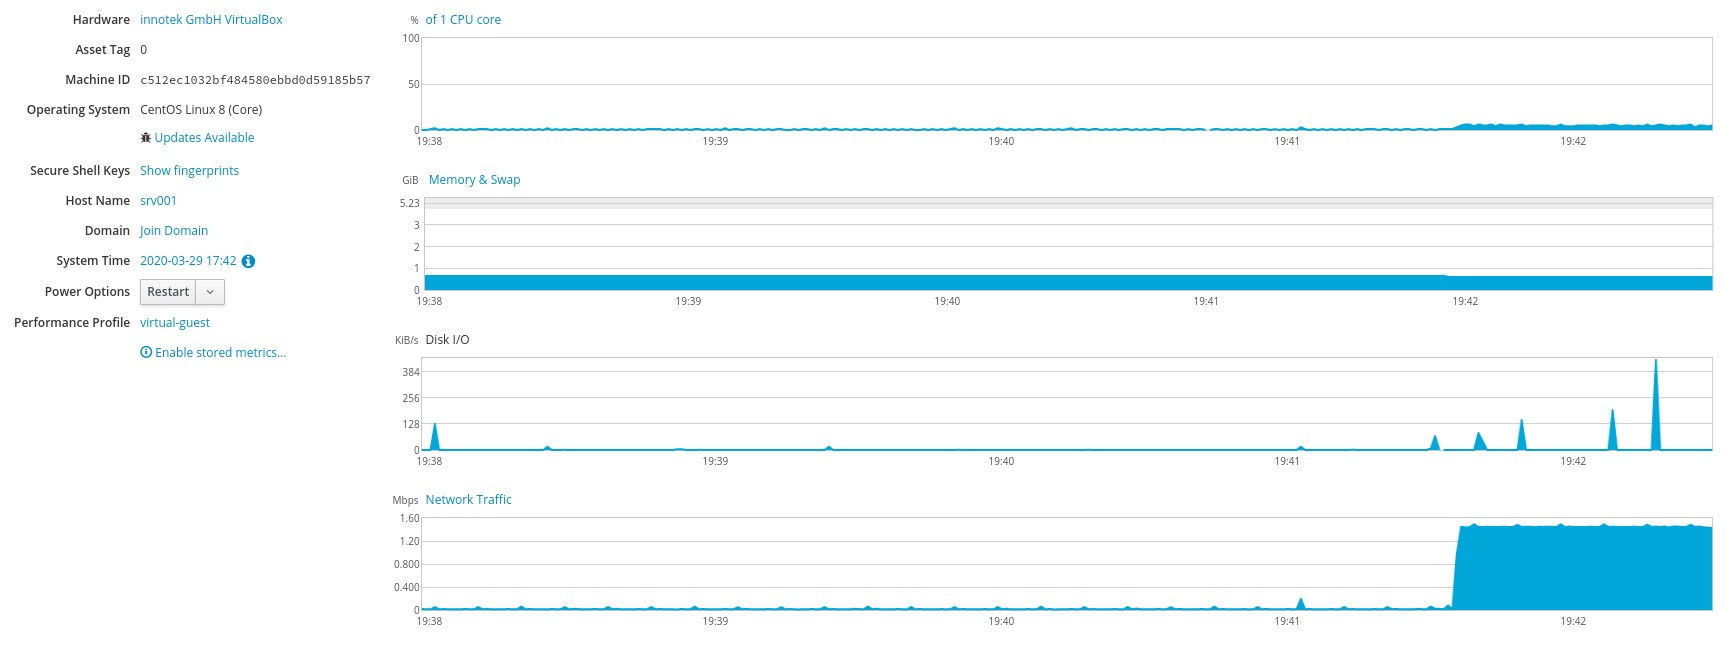 Hardware innotek GmbH VirtualBox
Asset Tag 0
Machine ID c512ec1032bf484580ebbd0d59185b57
Operating System CentOS Linux 8 (Core)
Updates Available
Secure Shell Keys Show fingerprints
Host Name srv001
Domain Join Domain
System Time 2020-03-29 17:42
Power Options Restart
Performance Profile virtual-guest
Enable stored metrics...
% of 1 CPU core
100
50
0
19:38 19:39 19:40 19:41 19:42
GiB Memory & Swap
5.23
3
2
1
0
19:38 19:39 19:40 19:41 19:42
KiB/s Disk I/O
384
256
128
0
19:38 19:39 19:40 19:41 19:42
Mbps Network Traffic
1.60
1.20
0.800
0.400
0
19:38 19:39 19:40 19:41 19:42